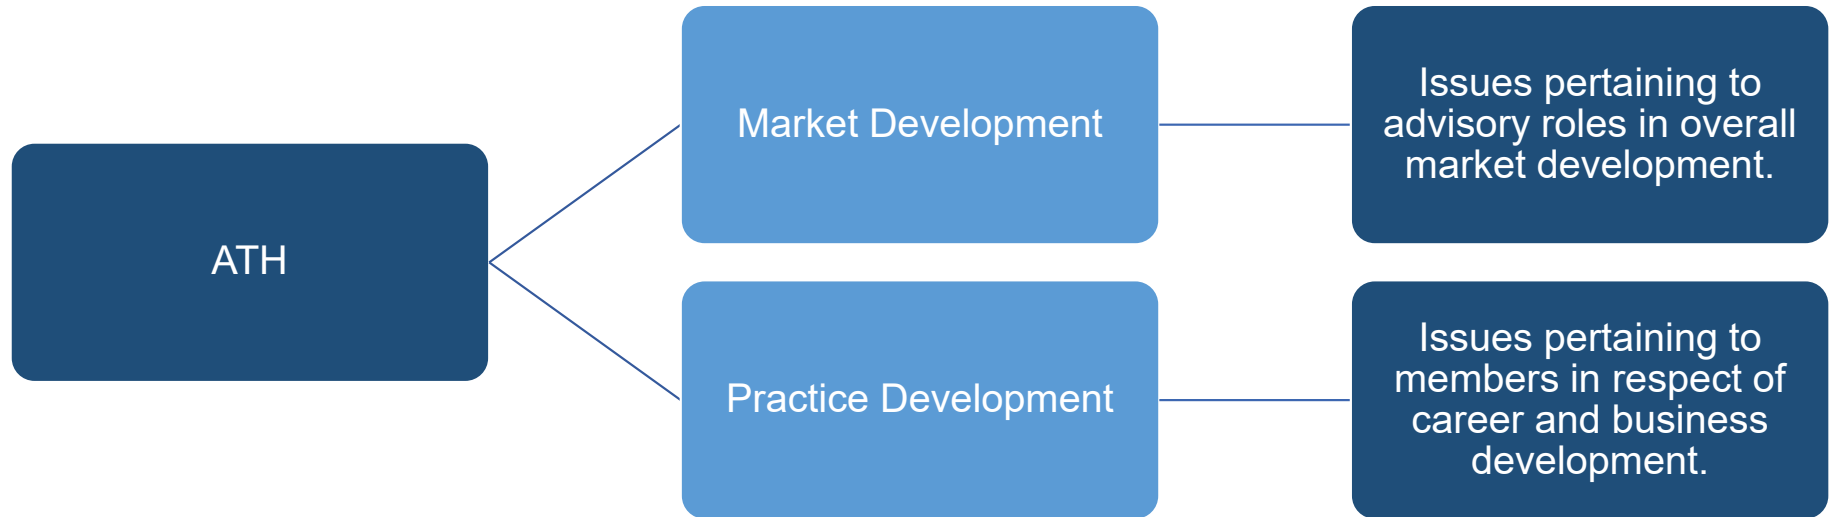 ATH
Market Development
Issues pertaining to
advisory roles in overall
market development.
Practice Development
Issues pertaining to
members in respect of
career and business
development.